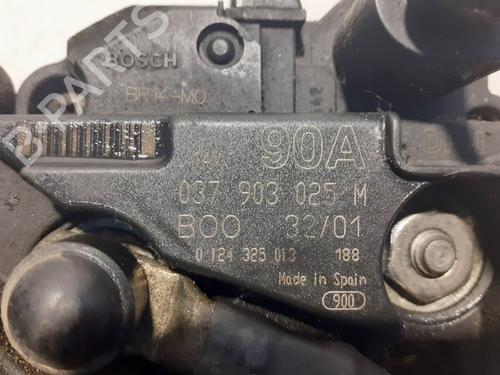 BOSCH
BR14-M0
90A
037 903 025 M
BOO 32/01
0 124 325 013 188
Made in Spain
900
B PARTS